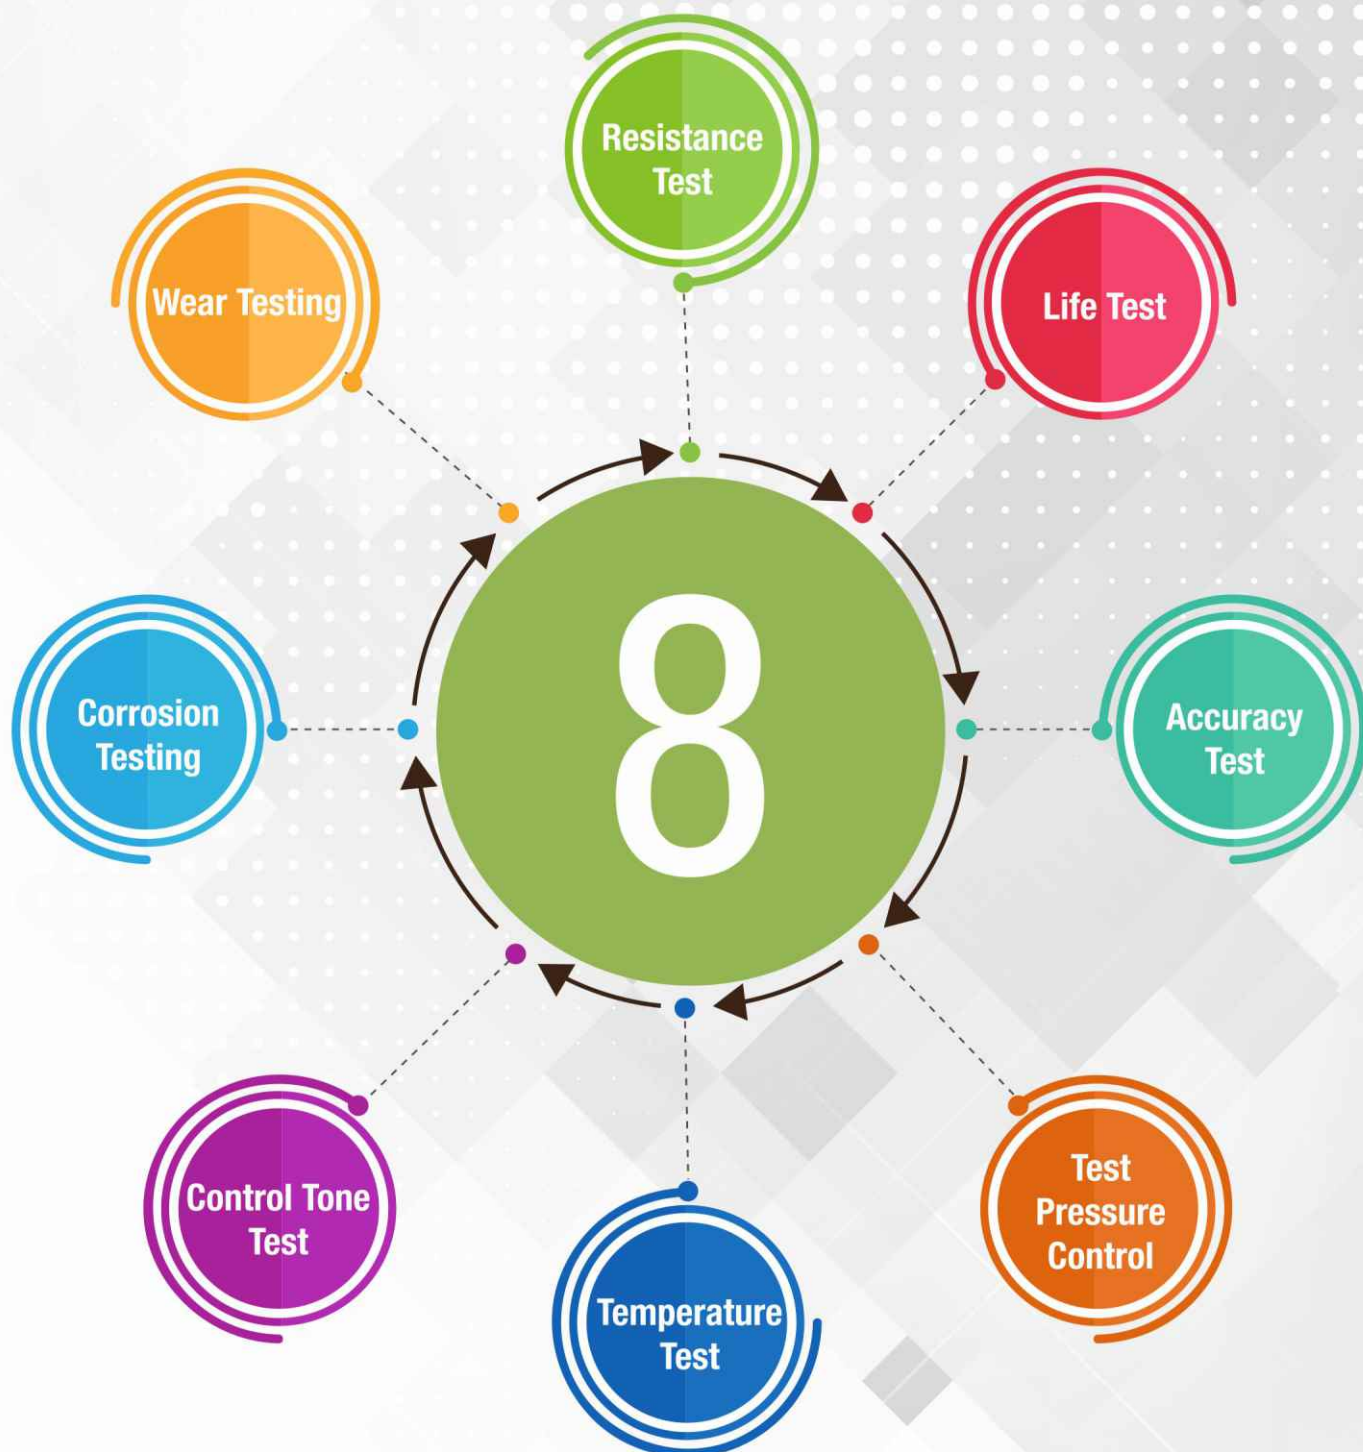 Resistance
Test
Life Test
Accuracy
Test
Test
Pressure
Control
Temperature
Test
Control Tone
Test
Corrosion
Testing
Wear Testing
8